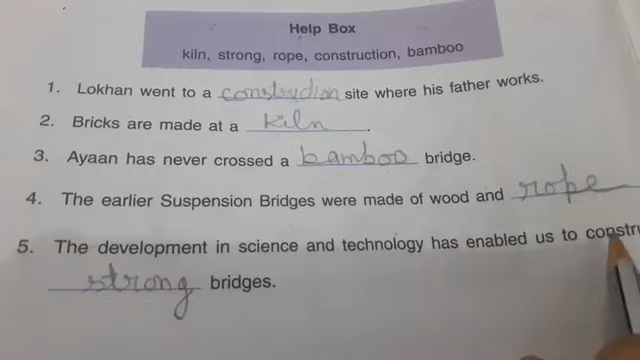 Help Box
kiln, strong, rope, construction, bamboo
1. Lokhan went to a construction site where his father works.
2. Bricks are made at a kiln.
3. Ayaan has never crossed a bamboo bridge.
4. The earlier Suspension Bridges were made of wood and rope
5. The development in science and technology has enabled us to constru
strong bridges.